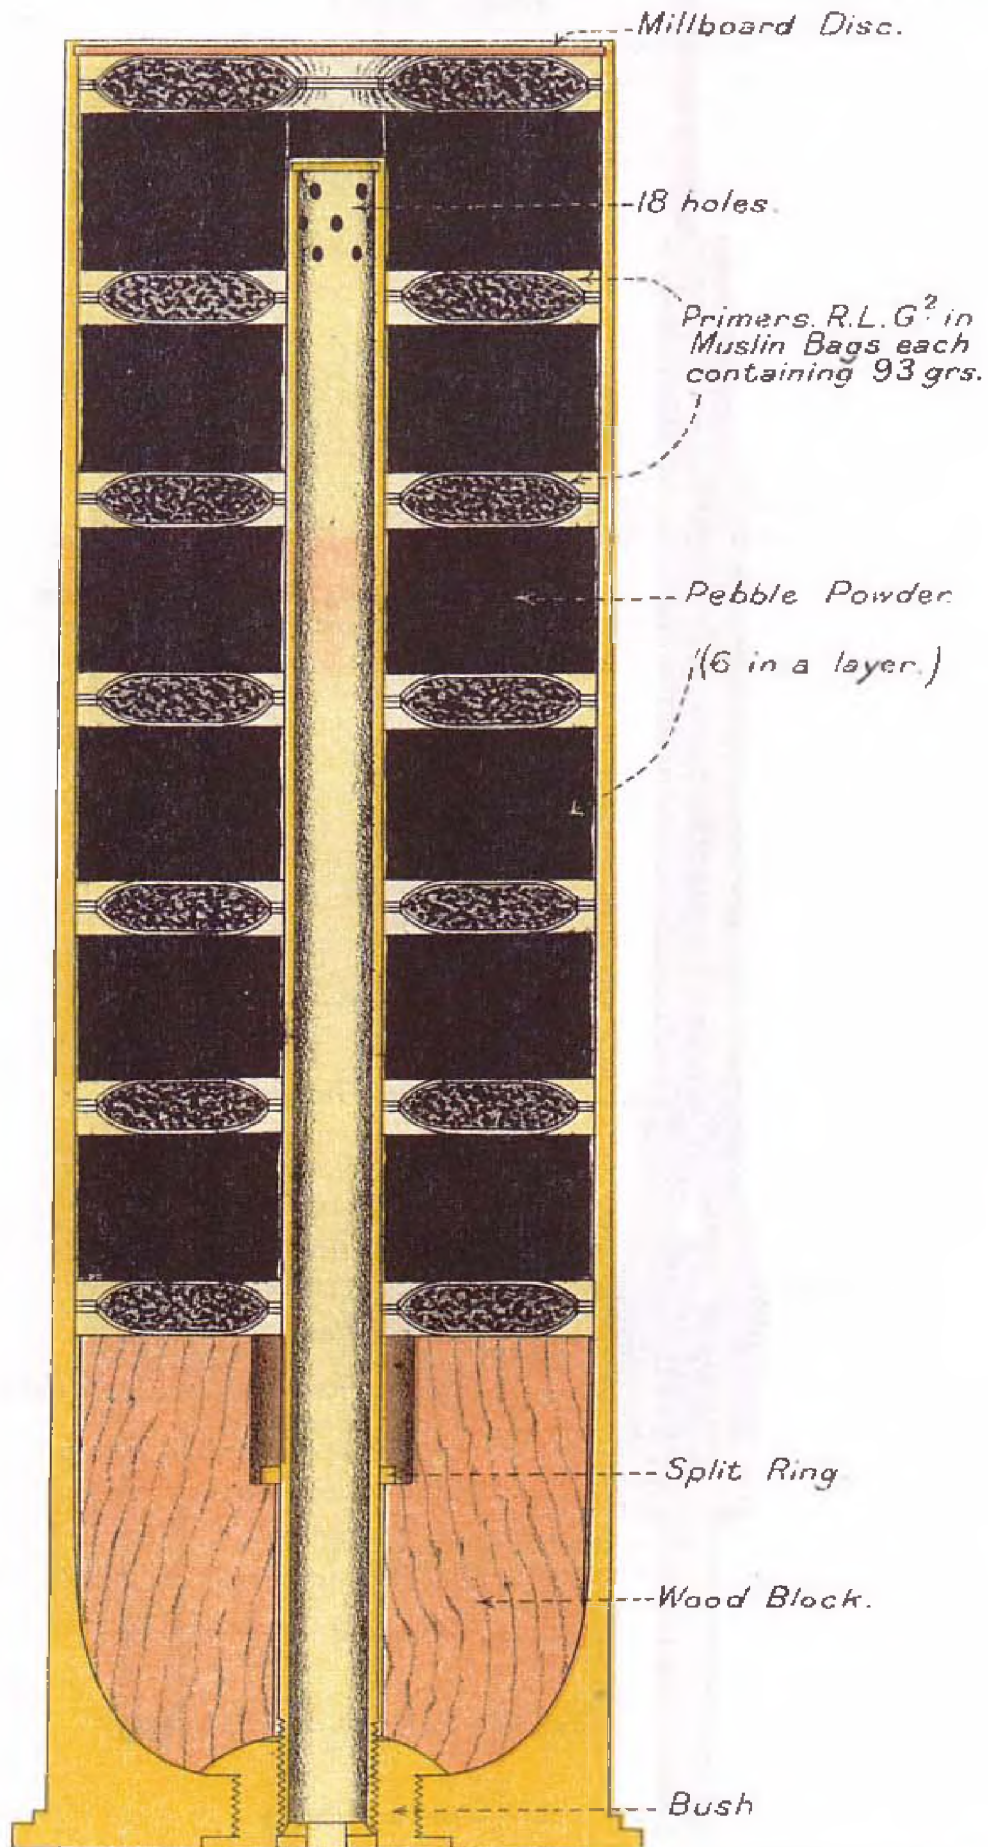 Millboard Disc.
18 holes.
Primers. R.L.G² in
Muslin Bags each
containing 93 grs.
Pebble Powder.
(6 in a layer.)
Split Ring
Wood Block.
Bush